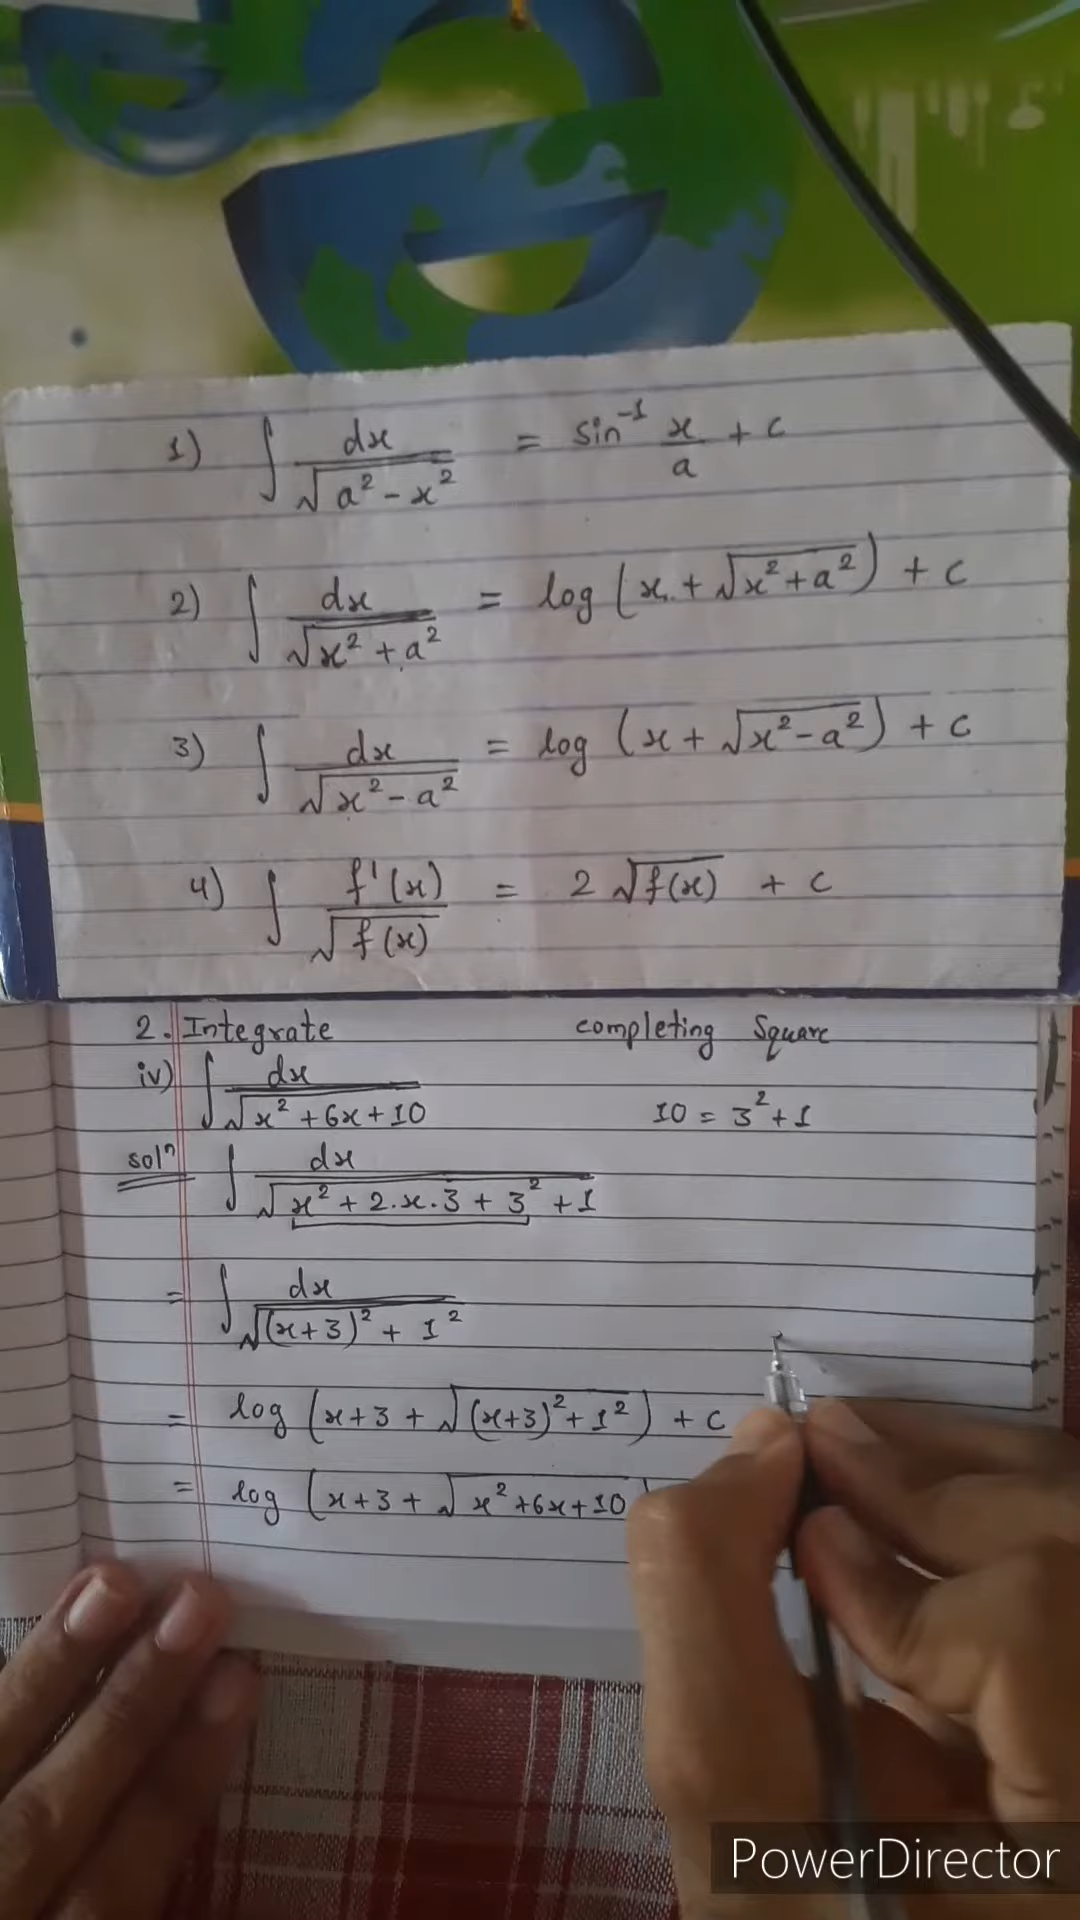 1) ∫ dx / √(a² - x²) = sin⁻¹ x/a + c
2) ∫ dx / √(x² + a²) = log (x + √(x² + a²)) + c
3) ∫ dx / √(x² - a²) = log (x + √(x² - a²)) + c
4) ∫ f'(x) / √f(x) = 2 √f(x) + c
2. Integrate completing Square
iv) ∫ dx / √(x² + 6x + 10) 10 = 3² + 1
solⁿ ∫ dx / √(x² + 2.x.3 + 3² + 1)
= ∫ dx / √((x+3)² + 1²)
= log (x+3 + √((x+3)² + 1²)) + c
= log (x+3 + √(x² + 6x + 10)
PowerDirector